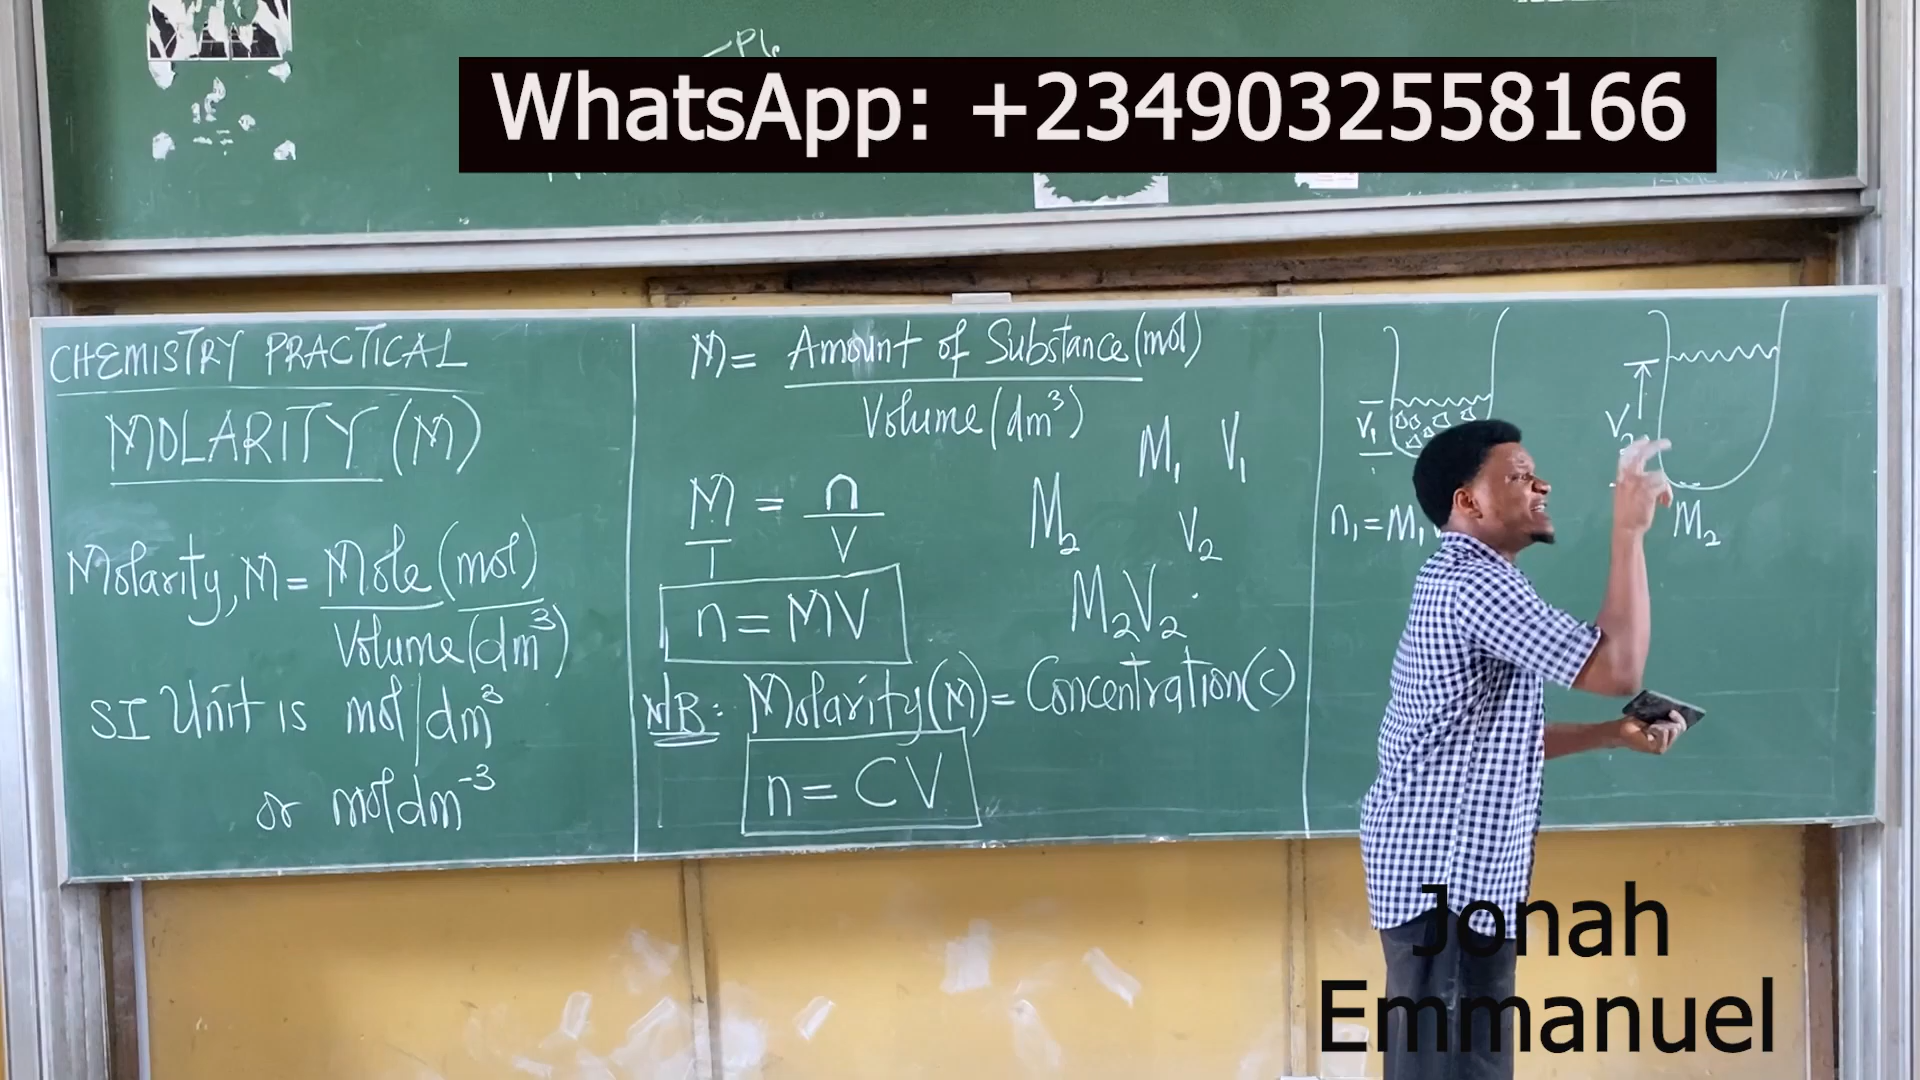 WhatsApp: +2349032558166
CHEMISTRY PRACTICAL
MOLARITY (M)
Molarity, M = Mole (mol)
Volume (dm³)
SI Unit is mol/dm³
or moldm⁻³
M = Amount of Substance (mol)
Volume (dm³)
M₁ V₁
M = n
1 V
M₂ V₂
n = MV
M₂V₂
N/B: Molarity (M) = Concentration (C)
n = CV
V₁
V₂
n₁ = M₁
M₂
Jonah
Emmanuel